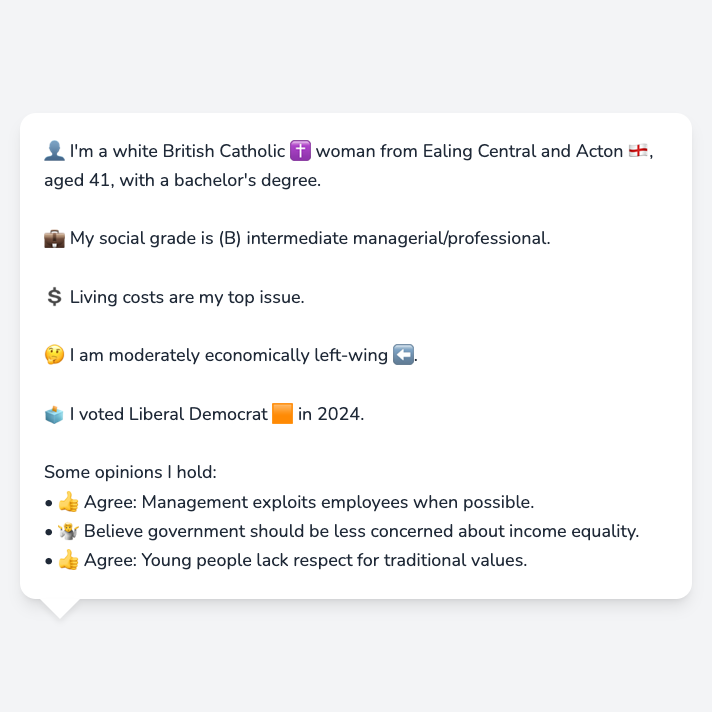 👤 I'm a white British Catholic ✝️ woman from Ealing Central and Acton 🏴󠁧󠁢󠁥󠁮󠁧󠁿,
aged 41, with a bachelor's degree.
💼 My social grade is (B) intermediate managerial/professional.
💲 Living costs are my top issue.
🤔 I am moderately economically left-wing ⬅️.
🗳️ I voted Liberal Democrat 🟧 in 2024.
Some opinions I hold:
• 👍 Agree: Management exploits employees when possible.
• 🤷 Believe government should be less concerned about income equality.
• 👍 Agree: Young people lack respect for traditional values.